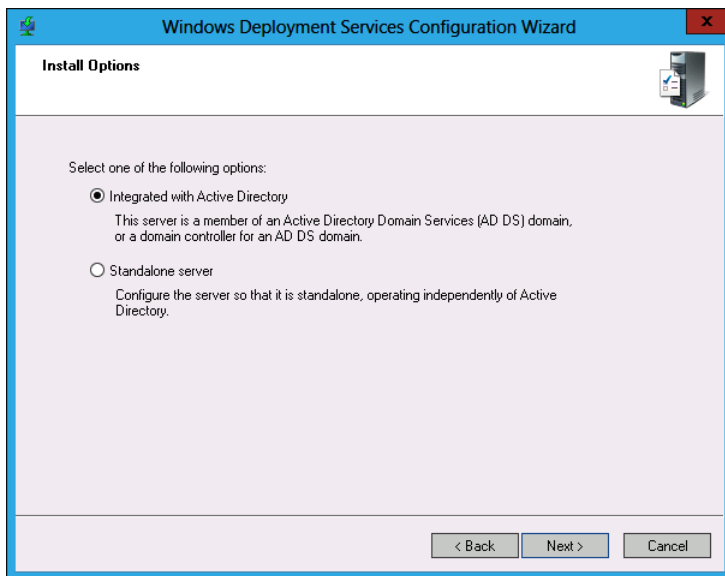 Windows Deployment Services Configuration Wizard
x
Install Options
Select one of the following options:
Integrated with Active Directory
This server is a member of an Active Directory Domain Services (AD DS) domain,
or a domain controller for an AD DS domain.
Standalone server
Configure the server so that it is standalone, operating independently of Active
Directory.
< Back
Next >
Cancel